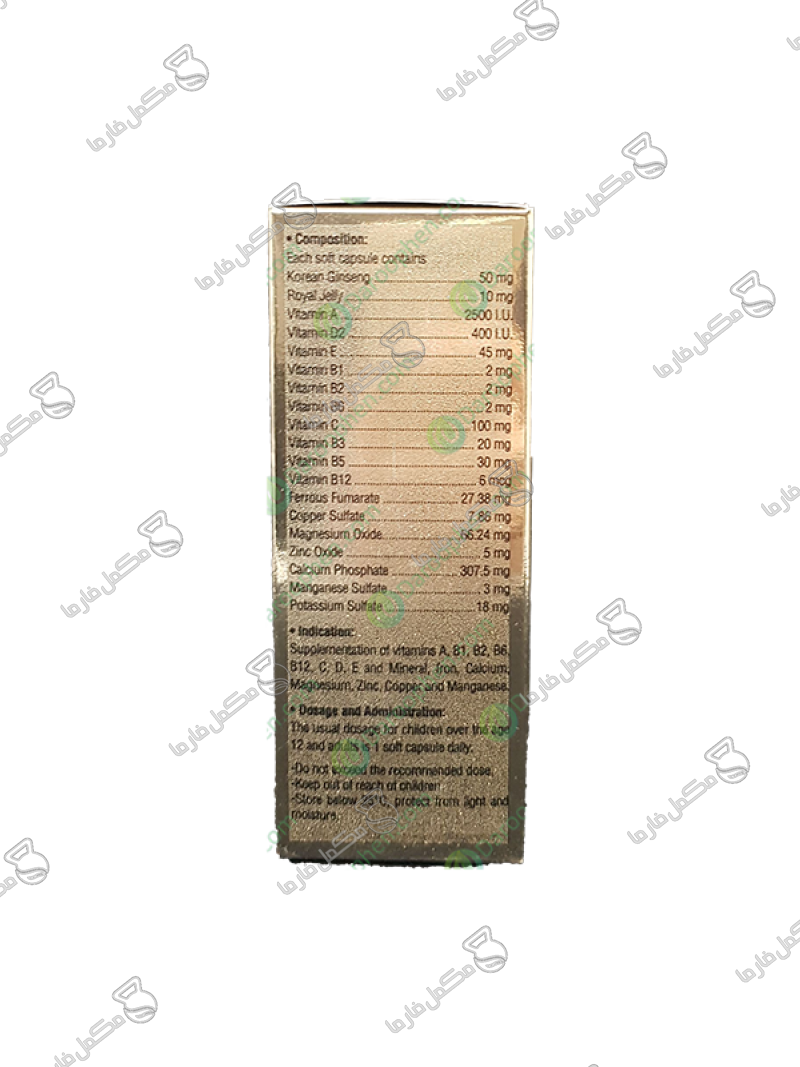 • Composition:
Each soft capsule contains
Korean Ginseng 50 mg
Royal Jelly 10 mg
Vitamin A 2500 I.U.
Vitamin D2 400 I.U.
Vitamin E 45 mg
Vitamin B1 2 mg
Vitamin B2 2 mg
Vitamin B6 2 mg
Vitamin C 100 mg
Vitamin B3 20 mg
Vitamin B5 30 mg
Vitamin B12 6 mcg
Ferrous Fumarate 27.38 mg
Copper Sulfate 7.86 mg
Magnesium Oxide 66.24 mg
Zinc Oxide 5 mg
Calcium Phosphate 307.5 mg
Manganese Sulfate 3 mg
Potassium Sulfate 18 mg
• Indication:
Supplementation of vitamins A, B1, B2, B6,
B12, C, D, E and Mineral, Iron, Calcium,
Magnesium, Zinc, Copper and Manganese.
• Dosage and Administration:
The usual dosage for children over the age
12 and adults is 1 soft capsule daily.
-Do not exceed the recommended dose.
-Keep out of reach of children
-Store below 25°C, protect from light and
moisture.
مکمل فارما